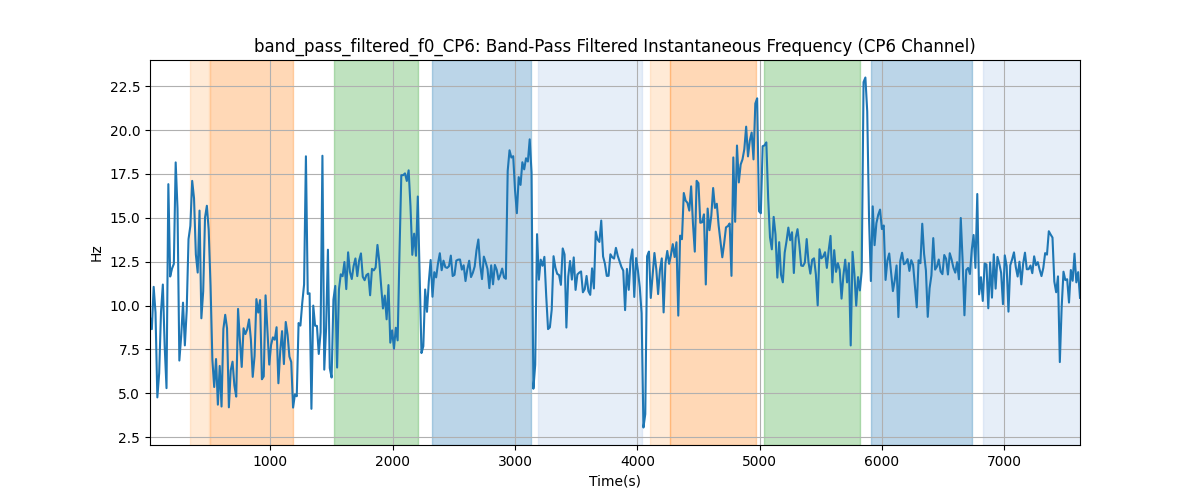 band_pass_filtered_f0_CP6: Band-Pass Filtered Instantaneous Frequency (CP6 Channel)
Hz
22.5
20.0
17.5
15.0
12.5
10.0
7.5
5.0
2.5
1000 2000 3000 4000 5000 6000 7000
Time(s)